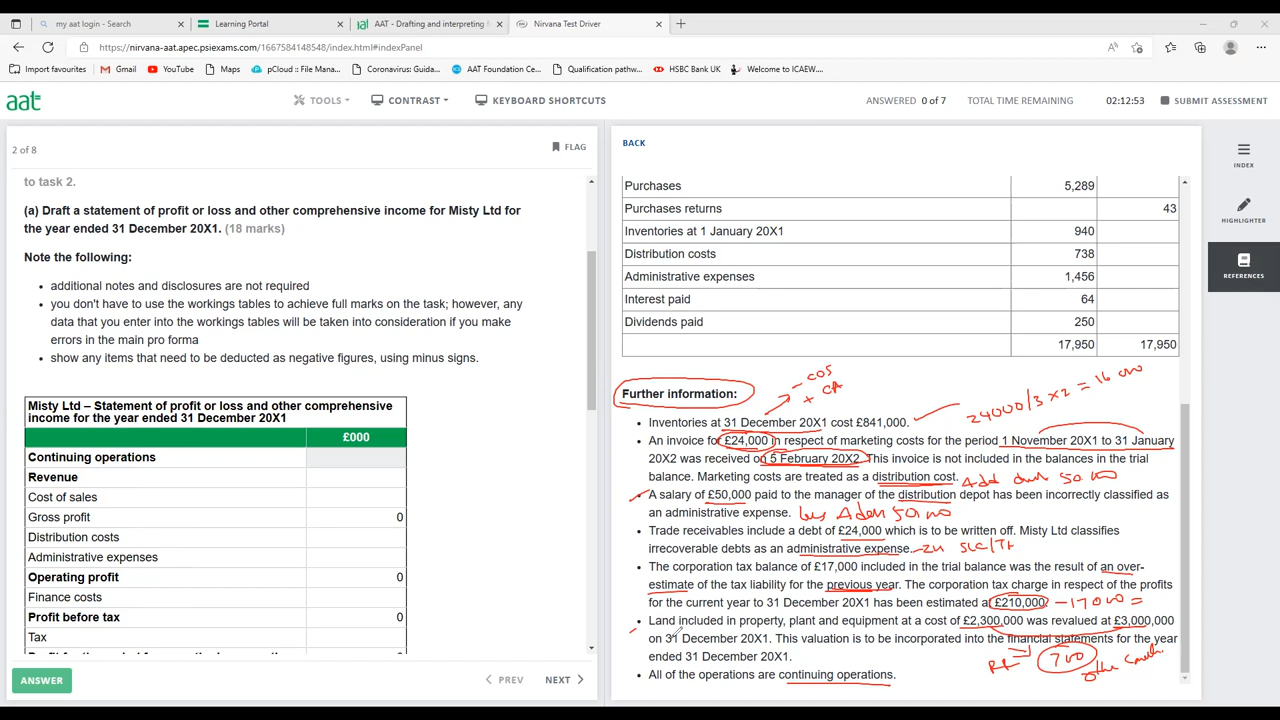 my aat login - Search
Learning Portal
AAT - Drafting and interpreting f
Nirvana Test Driver
https://nirvana-aat.apec.psiexams.com/1667584148548/index.html#indexPanel
Import favourites
Gmail
YouTube
Maps
pCloud :: File Mana...
Coronavirus: Guida...
AAT Foundation Ce...
Qualification pathw...
HSBC Bank UK
Welcome to ICAEW....
aat
TOOLS
CONTRAST
KEYBOARD SHORTCUTS
ANSWERED 0 of 7
TOTAL TIME REMAINING
02:12:53
SUBMIT ASSESSMENT
2 of 8
FLAG
to task 2.
(a) Draft a statement of profit or loss and other comprehensive income for Misty Ltd for
the year ended 31 December 20X1. (18 marks)
Note the following:
• additional notes and disclosures are not required
• you don't have to use the workings tables to achieve full marks on the task; however, any
data that you enter into the workings tables will be taken into consideration if you make
errors in the main pro forma
• show any items that need to be deducted as negative figures, using minus signs.
Misty Ltd – Statement of profit or loss and other comprehensive
income for the year ended 31 December 20X1
£000
Continuing operations
Revenue
Cost of sales
Gross profit 0
Distribution costs
Administrative expenses
Operating profit 0
Finance costs
Profit before tax 0
Tax
ANSWER
PREV
NEXT
BACK
Purchases 5,289
Purchases returns 43
Inventories at 1 January 20X1 940
Distribution costs 738
Administrative expenses 1,456
Interest paid 64
Dividends paid 250
17,950 17,950
- COS
+ CA
24000/3 x2 = 16 000
Further information:
• Inventories at 31 December 20X1 cost £841,000.
• An invoice for £24,000 in respect of marketing costs for the period 1 November 20X1 to 31 January
20X2 was received on 5 February 20X2. This invoice is not included in the balances in the trial
balance. Marketing costs are treated as a distribution cost.
Add 50 000
• A salary of £50,000 paid to the manager of the distribution depot has been incorrectly classified as
an administrative expense.
less Admin 50 000
• Trade receivables include a debt of £24,000 which is to be written off. Misty Ltd classifies
irrecoverable debts as an administrative expense.
• The corporation tax balance of £17,000 included in the trial balance was the result of an over-
estimate of the tax liability for the previous year. The corporation tax charge in respect of the profits
for the current year to 31 December 20X1 has been estimated at £210,000.
- 17000 =
• Land included in property, plant and equipment at a cost of £2,300,000 was revalued at £3,000,000
on 31 December 20X1. This valuation is to be incorporated into the financial statements for the year
ended 31 December 20X1.
RR
700
• All of the operations are continuing operations.
INDEX
HIGHLIGHTER
REFERENCES